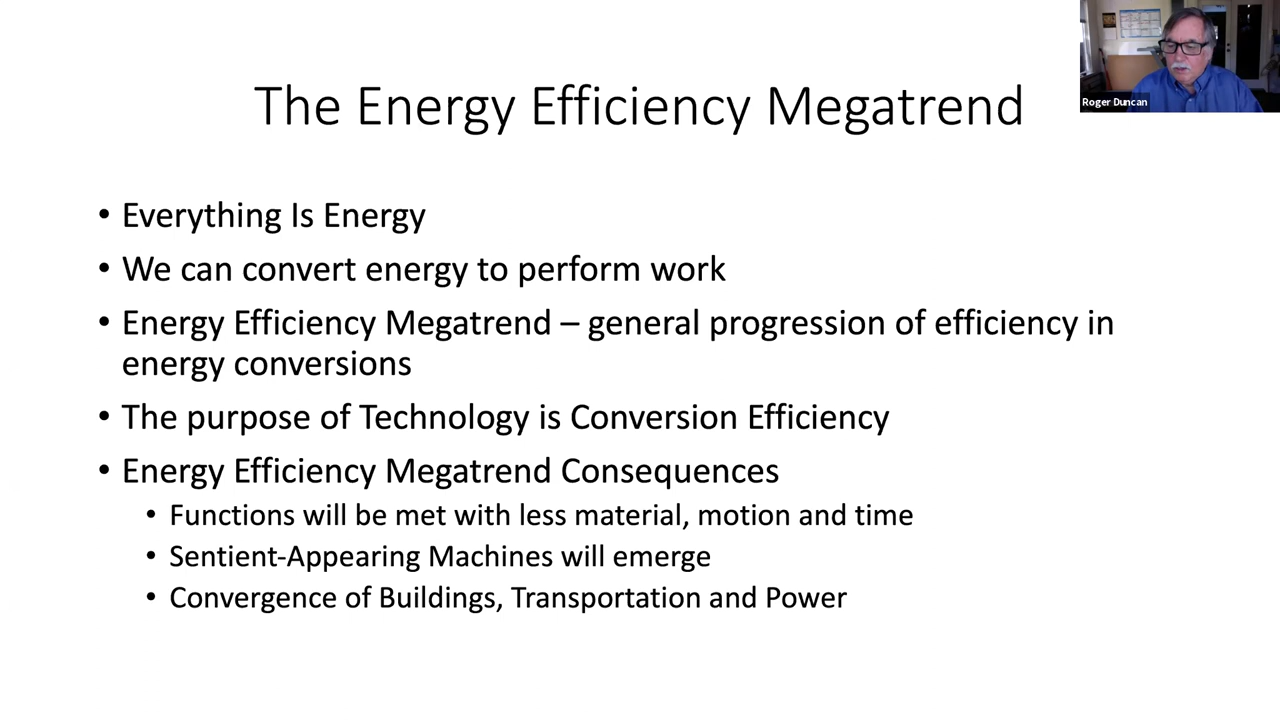 The Energy Efficiency Megatrend
Roger Duncan
• Everything Is Energy
• We can convert energy to perform work
• Energy Efficiency Megatrend – general progression of efficiency in
energy conversions
• The purpose of Technology is Conversion Efficiency
• Energy Efficiency Megatrend Consequences
• Functions will be met with less material, motion and time
• Sentient-Appearing Machines will emerge
• Convergence of Buildings, Transportation and Power